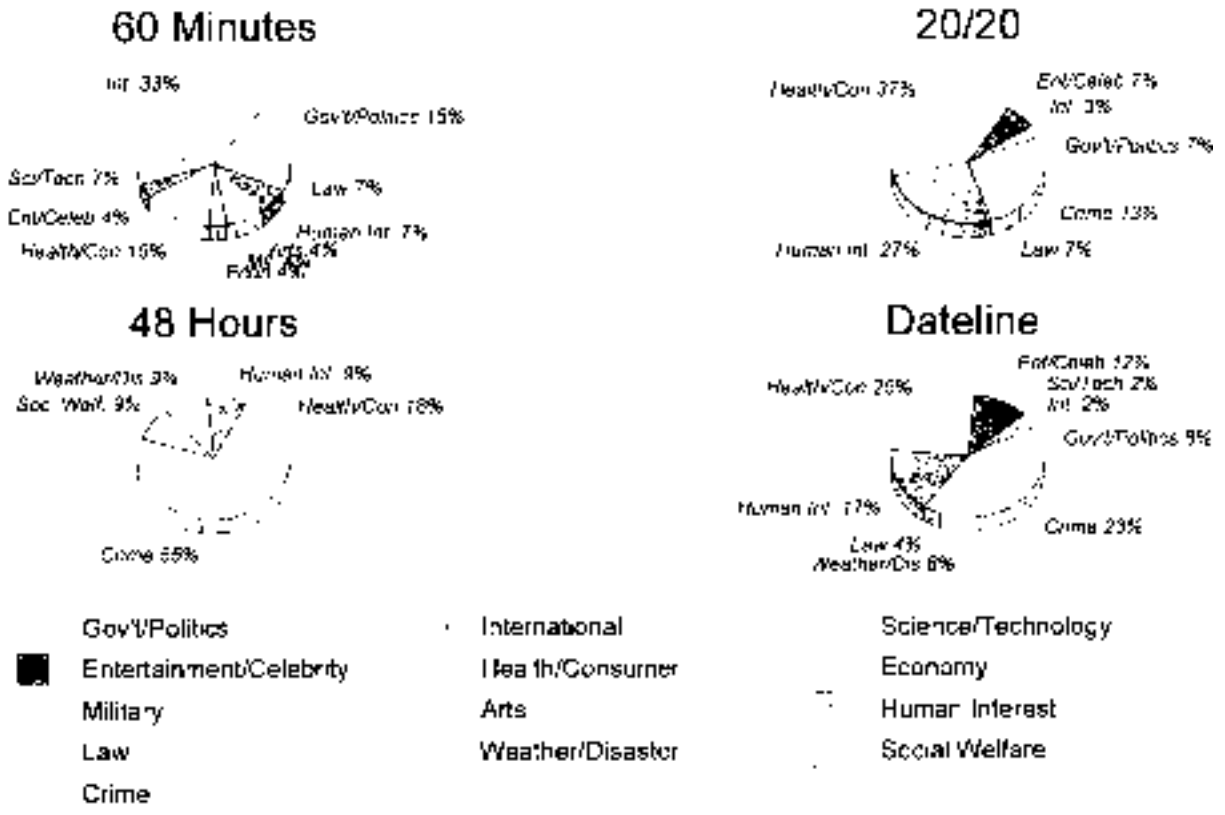 60 Minutes
Int 33%
Gov't/Politics 15%
Sci/Tech 7%
Law 7%
Ent/Celeb 4%
Human Int 7%
Health/Con 15%
Arts 4%
4%
20/20
Health/Con 37%
Ent/Celeb 7%
Int 3%
Gov't/Politics 7%
Crime 13%
Human Int 27%
Law 7%
48 Hours
Weather/Dis 9%
Human Int 9%
Soc Welf. 9%
Health/Con 18%
Crime 55%
Dateline
Ent/Celeb 12%
Health/Con 25%
Sci/Tech 2%
Int 2%
Gov't/Politics 9%
Human Int 17%
Crime 23%
Law 4%
Weather/Dis 6%
Gov't/Politics
International
Science/Technology
Entertainment/Celebrity
Health/Consumer
Economy
Military
Arts
Human Interest
Law
Weather/Disaster
Social Welfare
Crime